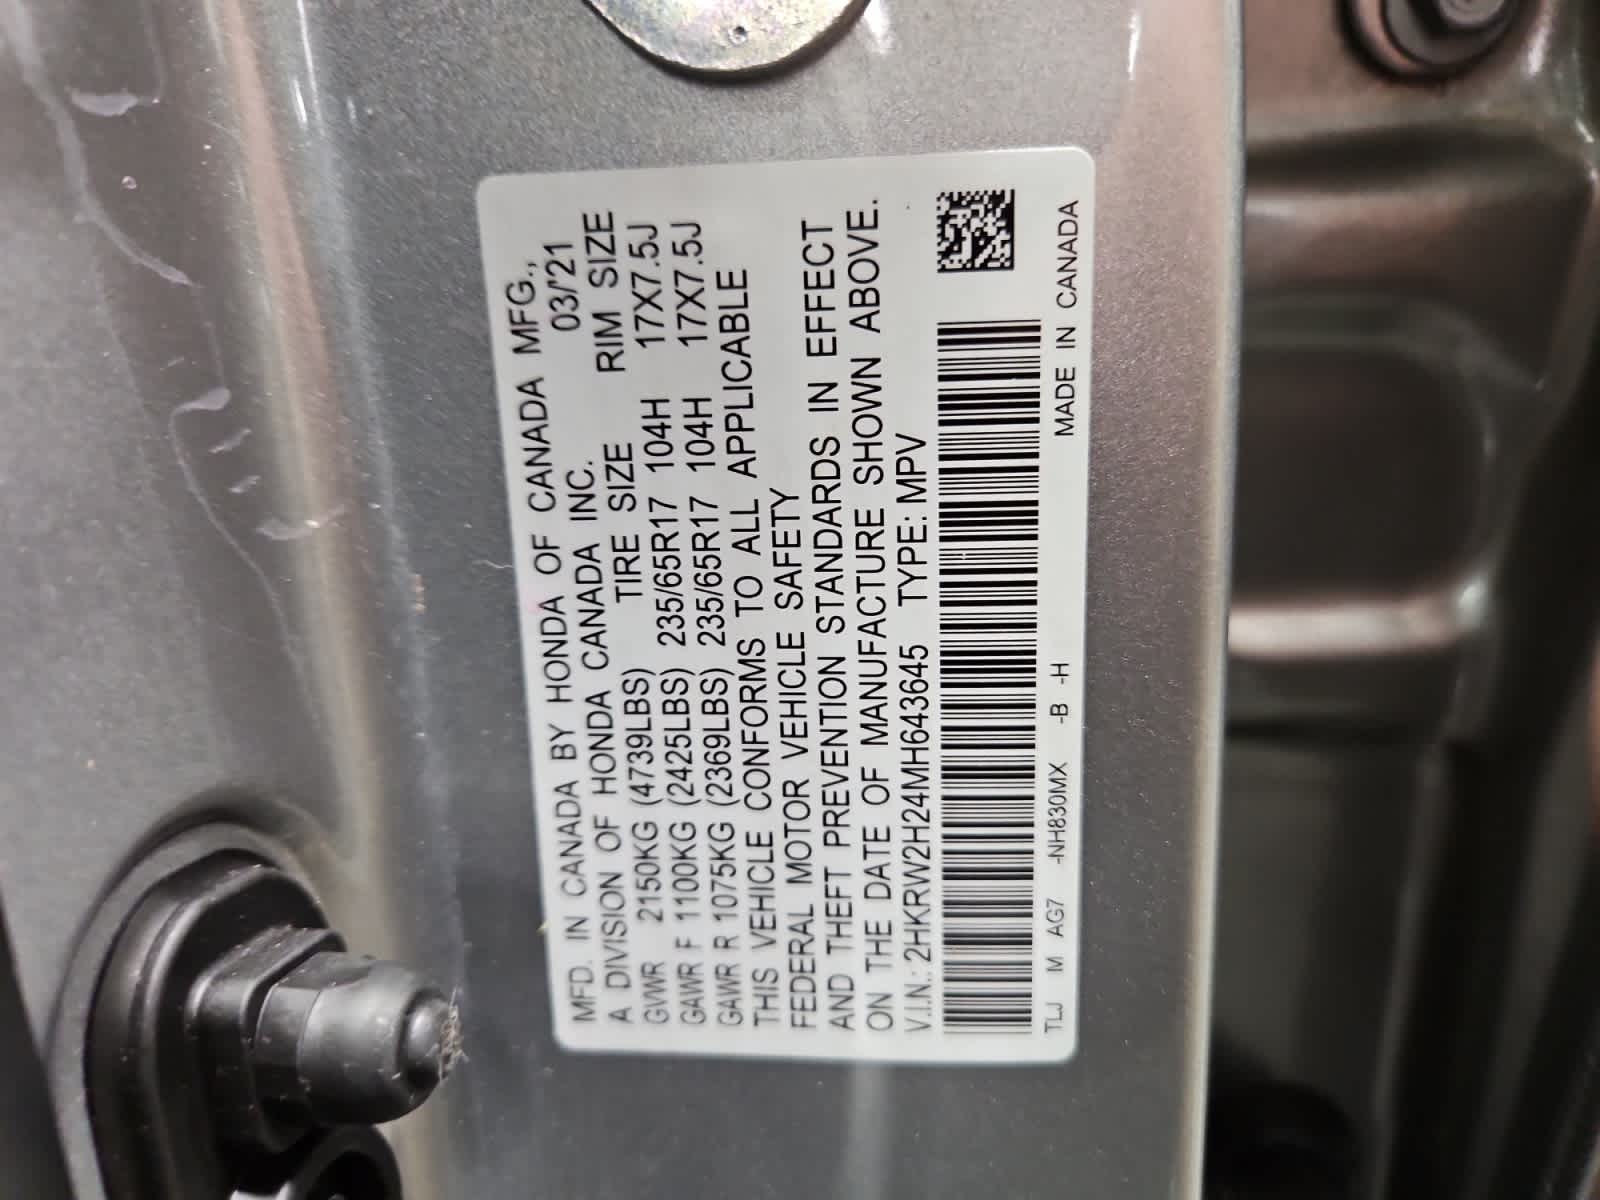 MFD. IN CANADA BY HONDA OF CANADA MFG.,
A DIVISION OF HONDA CANADA INC. 03/'21
GVWR 2150KG (4739LBS) TIRE SIZE RIM SIZE
GAWR F 1100KG (2425LBS) 235/65R17 104H 17X7.5J
GAWR R 1075KG (2369LBS) 235/65R17 104H 17X7.5J
THIS VEHICLE CONFORMS TO ALL APPLICABLE
FEDERAL MOTOR VEHICLE SAFETY
AND THEFT PREVENTION STANDARDS IN EFFECT
ON THE DATE OF MANUFACTURE SHOWN ABOVE.
V.I.N.: 2HKRW2H24MH643645 TYPE: MPV
TLJ M AG7 -NH830MX -B -H MADE IN CANADA